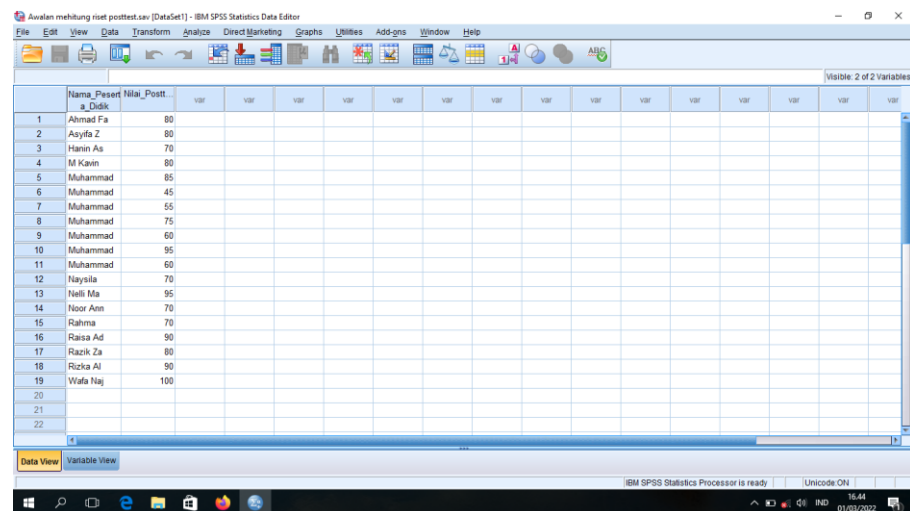 Awalan mehitung riset posttest.sav [DataSet1] - IBM SPSS Statistics Data Editor
File Edit View Data Transform Analyze Direct Marketing Graphs Utilities Add-ons Window Help
Visible: 2 of 2 Variables
Nama_Pesert Nilai_Postt... var var var var var var var var var var var var var var
a_Didik
1 Ahmad Fa 80
2 Asyifa Z 80
3 Hanin As 70
4 M Kavin 80
5 Muhammad 85
6 Muhammad 45
7 Muhammad 55
8 Muhammad 75
9 Muhammad 60
10 Muhammad 95
11 Muhammad 60
12 Naysila 70
13 Nelli Ma 95
14 Noor Ann 70
15 Rahma 70
16 Raisa Ad 90
17 Razik Za 80
18 Rizka Al 90
19 Wafa Naj 100
20
21
22
Data View Variable View
IBM SPSS Statistics Processor is ready Unicode:ON
IND 16.44
01/03/2022